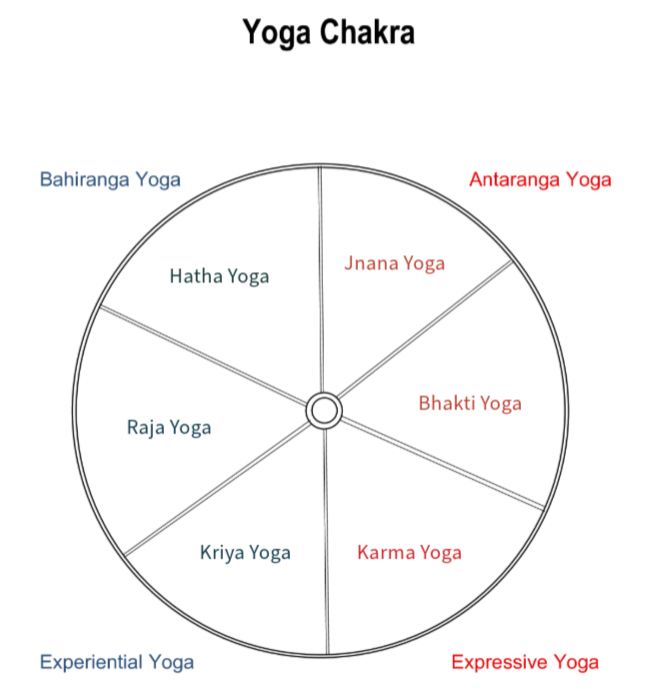 Yoga Chakra
Bahiranga Yoga
Antaranga Yoga
Hatha Yoga
Jnana Yoga
Raja Yoga
Bhakti Yoga
Kriya Yoga
Karma Yoga
Experiential Yoga
Expressive Yoga